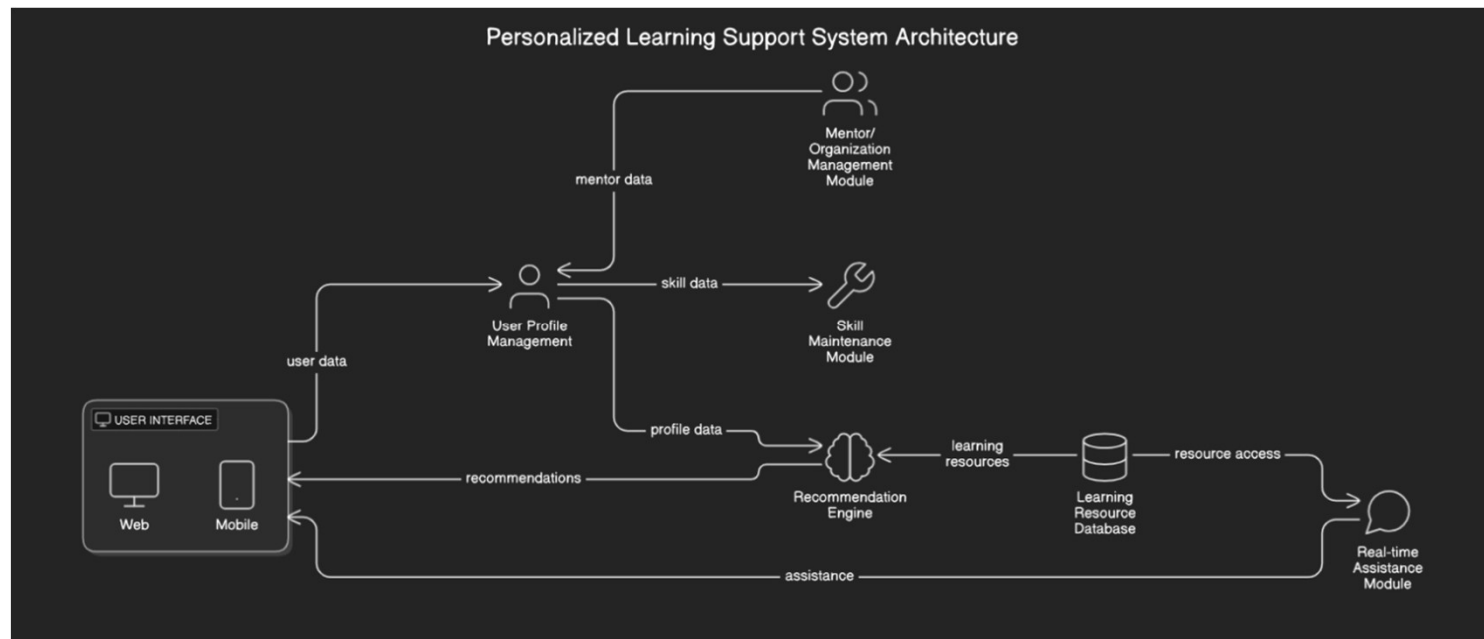 Personalized Learning Support System Architecture
Mentor/
Organization
Management
Module
mentor data
skill data
User Profile
Management
Skill
Maintenance
Module
user data
USER INTERFACE
Web
Mobile
profile data
recommendations
Recommendation
Engine
learning
resources
Learning
Resource
Database
resource access
Real-time
Assistance
Module
assistance